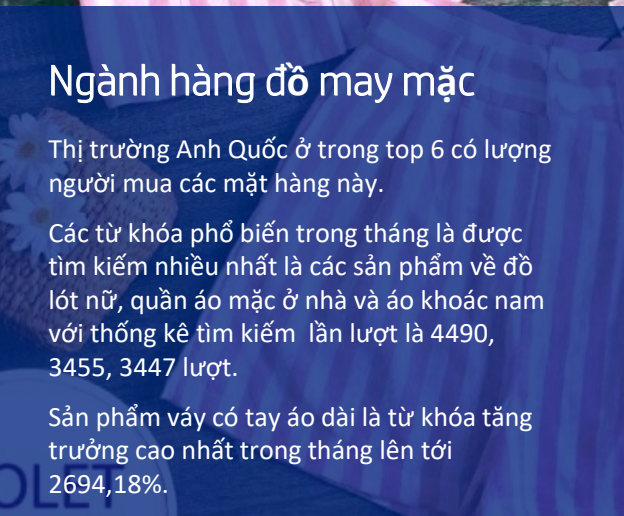 Ngành hàng đồ may mặc
Thị trường Anh Quốc ở trong top 6 có lượng
người mua các mặt hàng này.
Các từ khóa phổ biến trong tháng là được
tìm kiếm nhiều nhất là các sản phẩm về đồ
lót nữ, quần áo mặc ở nhà và áo khoác nam
với thống kê tìm kiếm  lần lượt là 4490,
3455, 3447 lượt.
Sản phẩm váy có tay áo dài là từ khóa tăng
trưởng cao nhất trong tháng lên tới
2694,18%.
OLET